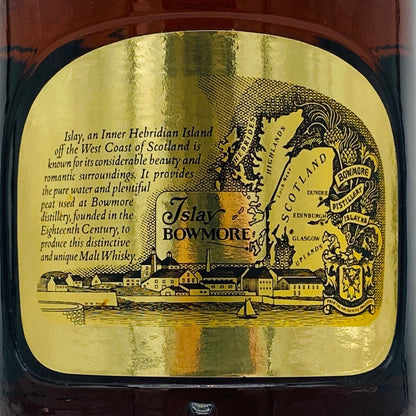 Islay, an Inner Hebridian Island
off the West Coast of Scotland is
known for its considerable beauty and
romantic surroundings. It provides
the pure water and plentiful
peat used at Bowmore
distillery, founded in the
Eighteenth Century, to
produce this distinctive
and unique Malt Whisky.
Islay
BOWMORE
HEBRIDES
HIGHLANDS
SCOTLAND
DUNDEE
EDINBURGH
GLASGOW
UPLANDS
BOWMORE
DISTILLERY
ISLAY